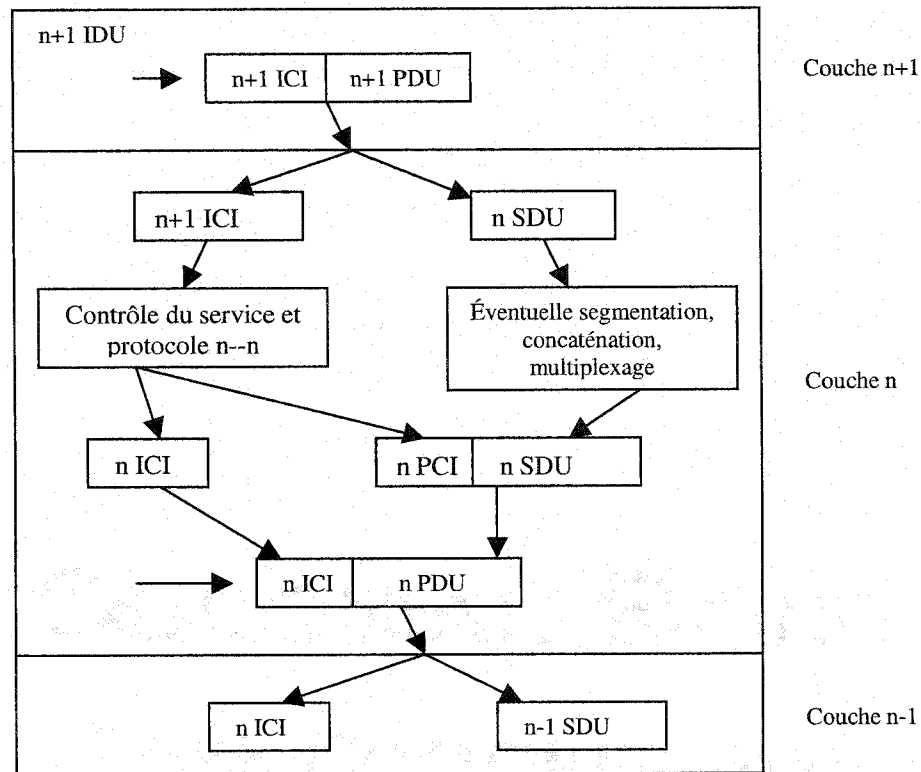 n+1 IDU
n+1 ICI n+1 PDU
Couche n+1
n+1 ICI
n SDU
Contrôle du service et
protocole n--n
Éventuelle segmentation,
concaténation,
multiplexage
Couche n
n ICI
n PCI n SDU
n ICI n PDU
n ICI
n-1 SDU
Couche n-1